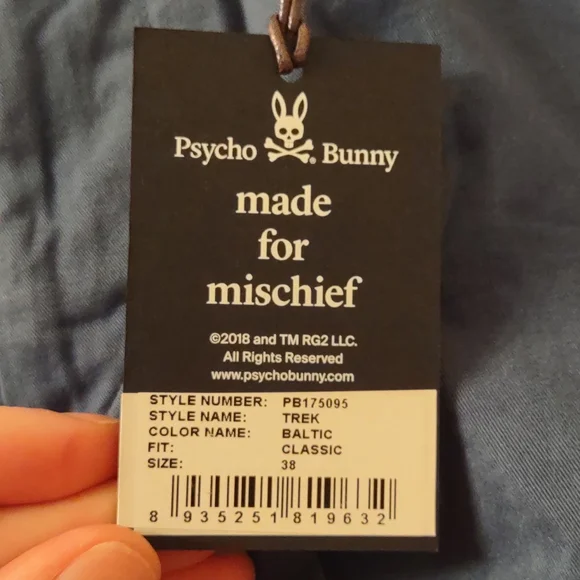 Psycho Bunny
made
for
mischief
©2018 and TM RG2 LLC.
All Rights Reserved
www.psychobunny.com
STYLE NUMBER: PB175095
STYLE NAME: TREK
COLOR NAME: BALTIC
FIT: CLASSIC
SIZE: 38
8 935251 819632